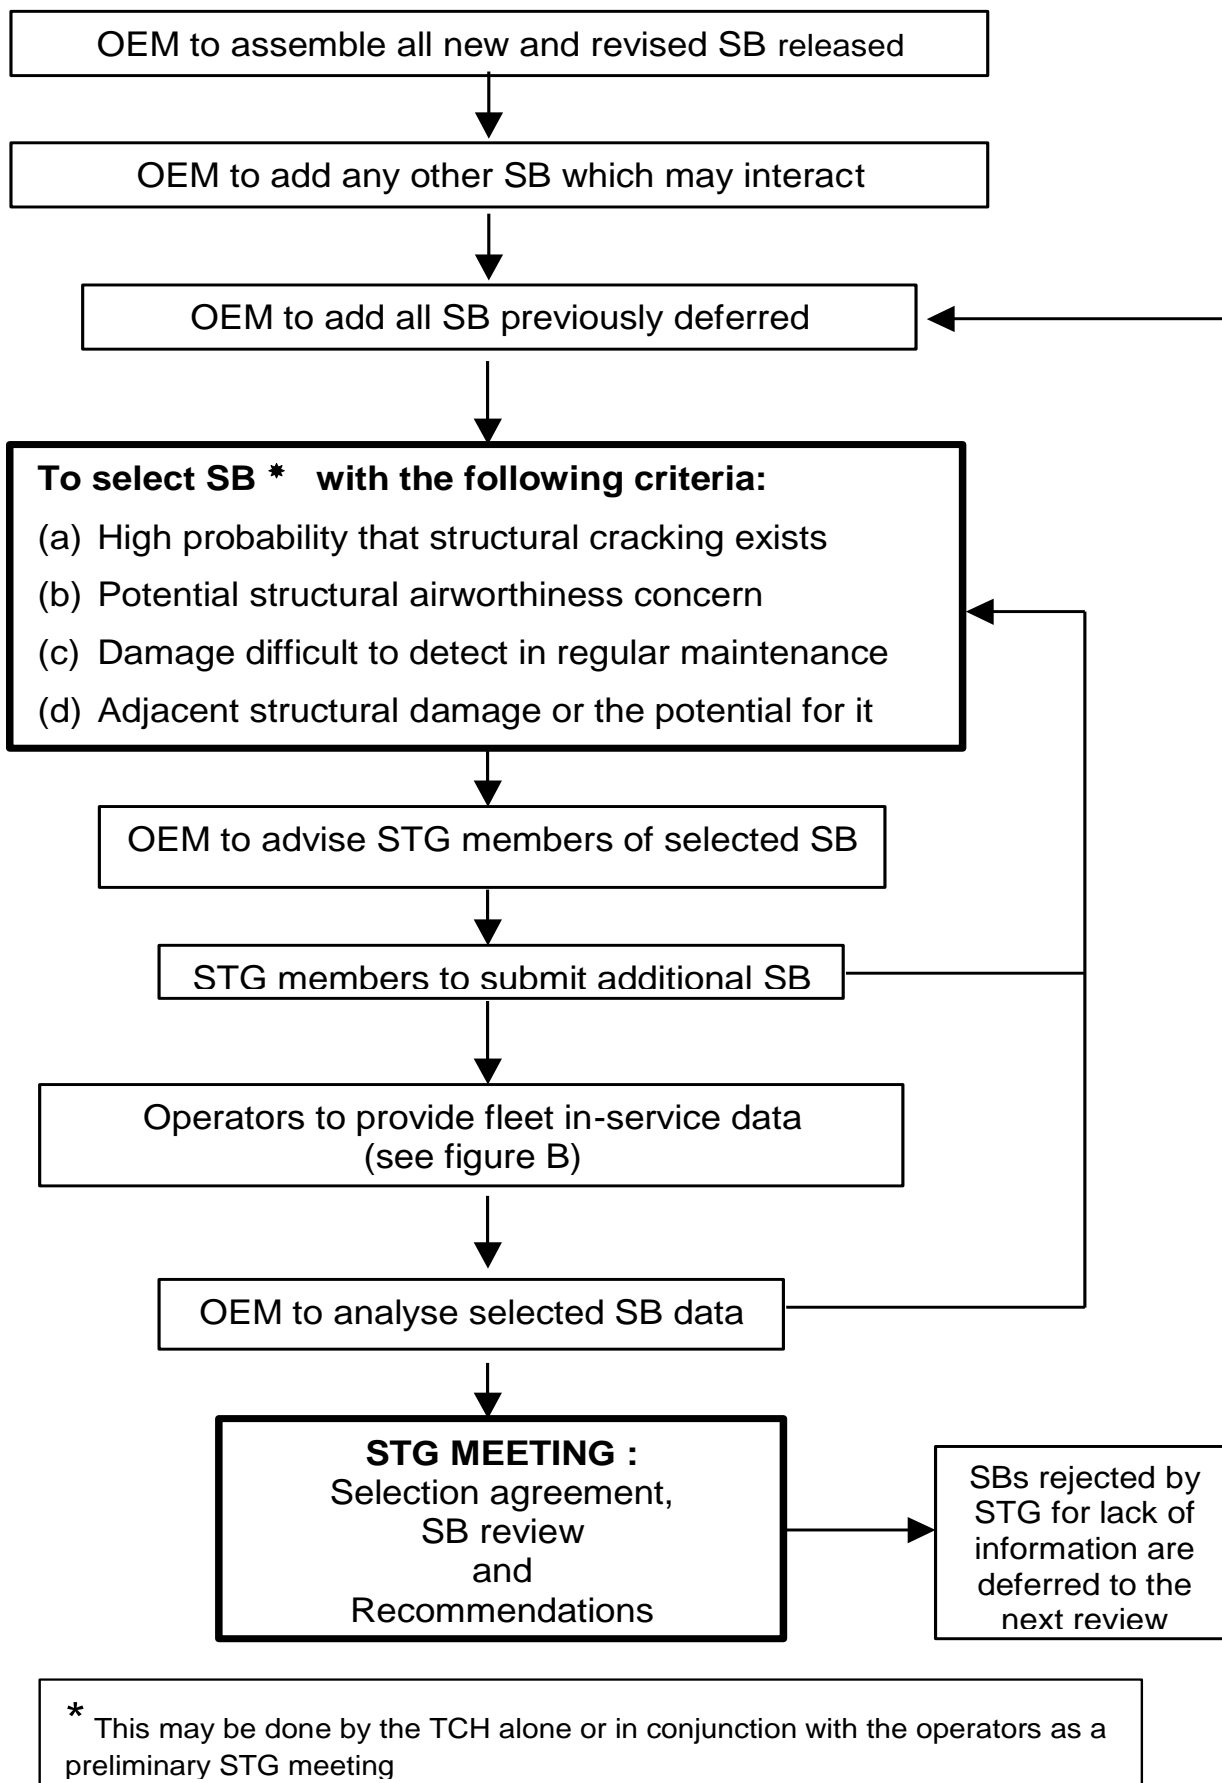 OEM to assemble all new and revised SB released
OEM to add any other SB which may interact
OEM to add all SB previously deferred
To select SB * with the following criteria:
(a) High probability that structural cracking exists
(b) Potential structural airworthiness concern
(c) Damage difficult to detect in regular maintenance
(d) Adjacent structural damage or the potential for it
OEM to advise STG members of selected SB
STG members to submit additional SB
Operators to provide fleet in-service data
(see figure B)
OEM to analyse selected SB data
STG MEETING :
Selection agreement,
SB review
and
Recommendations
SBs rejected by
STG for lack of
information are
deferred to the
next review
* This may be done by the TCH alone or in conjunction with the operators as a
preliminary STG meeting